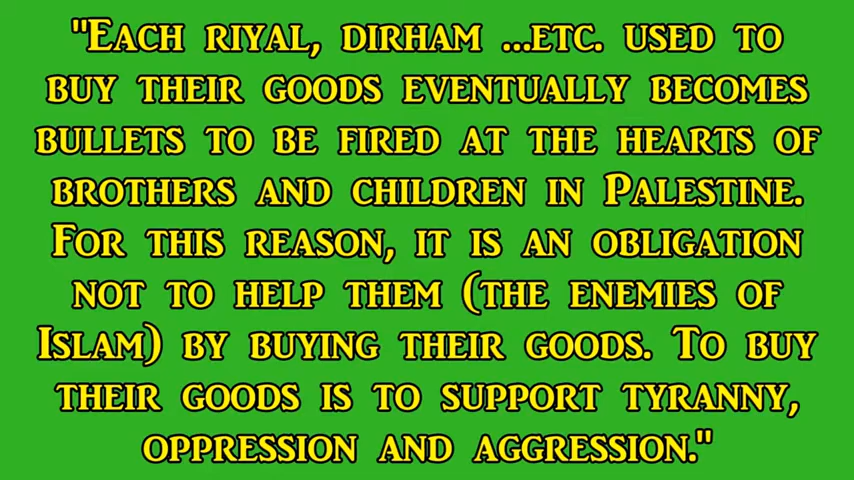 "Each riyal, dirham ...etc. used to
buy their goods eventually becomes
bullets to be fired at the hearts of
brothers and children in Palestine.
For this reason, it is an obligation
not to help them (the enemies of
Islam) by buying their goods. To buy
their goods is to support tyranny,
oppression and aggression."